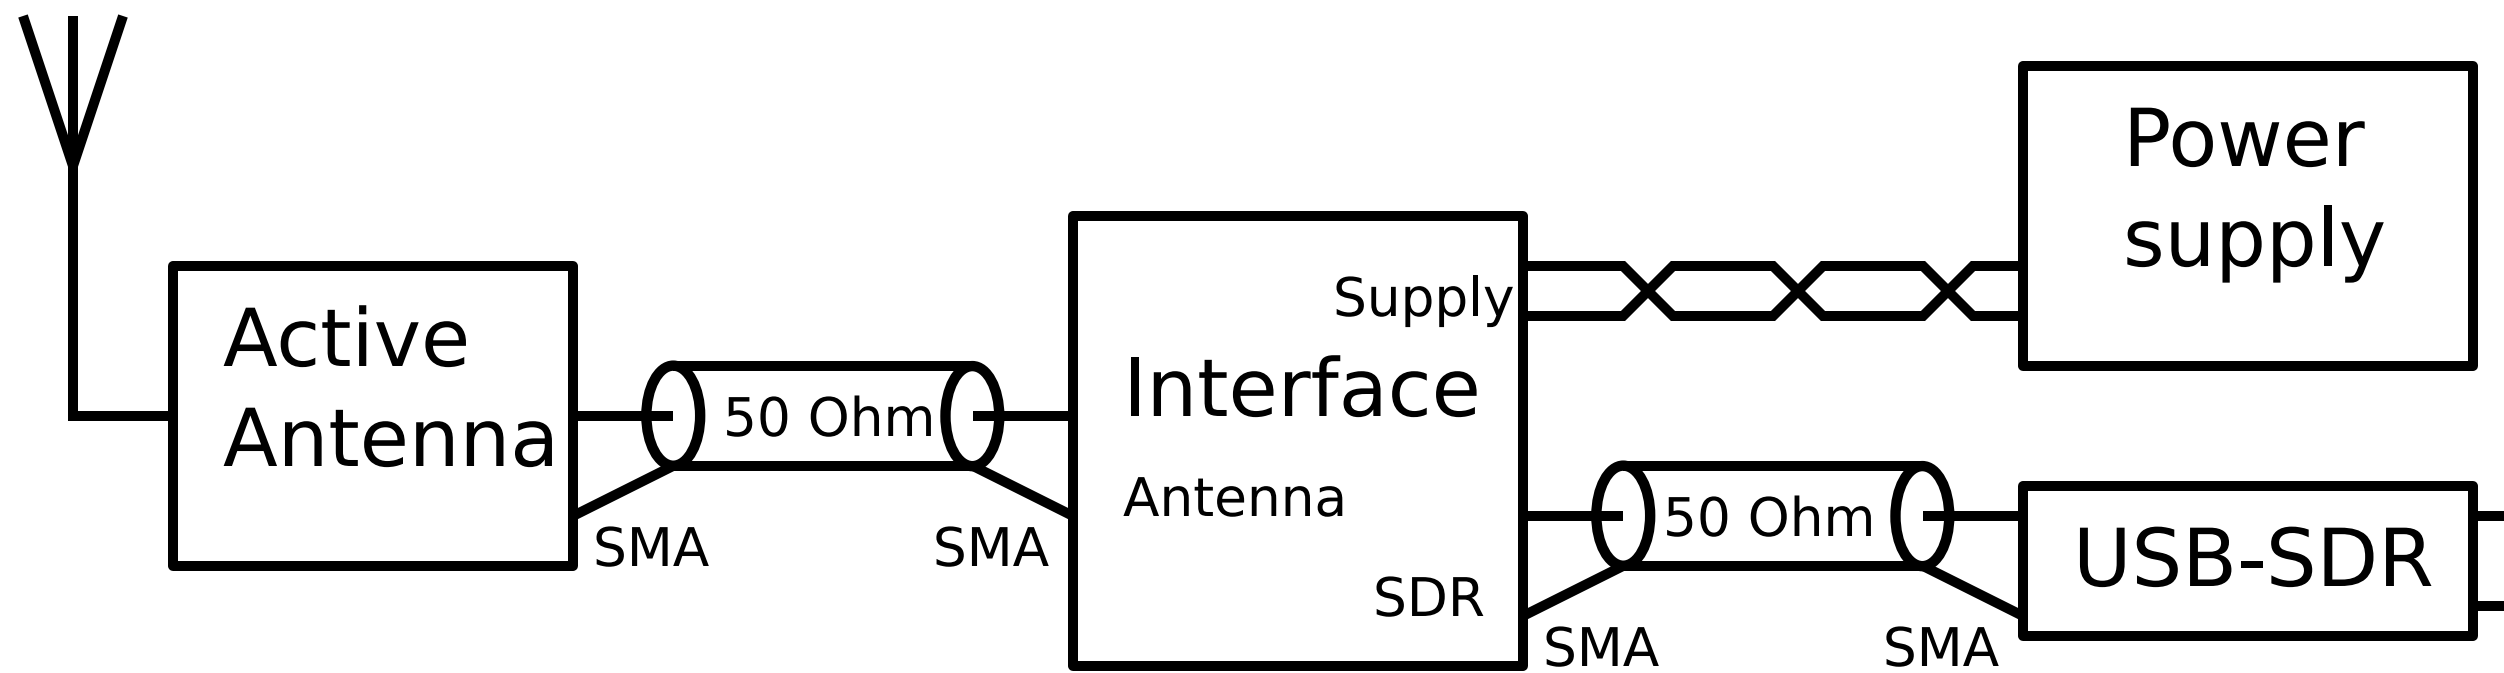 Active
Antenna
50 Ohm
SMA
SMA
Supply
Interface
Antenna
SDR
Power
supply
50 Ohm
SMA
SMA
USB-SDR